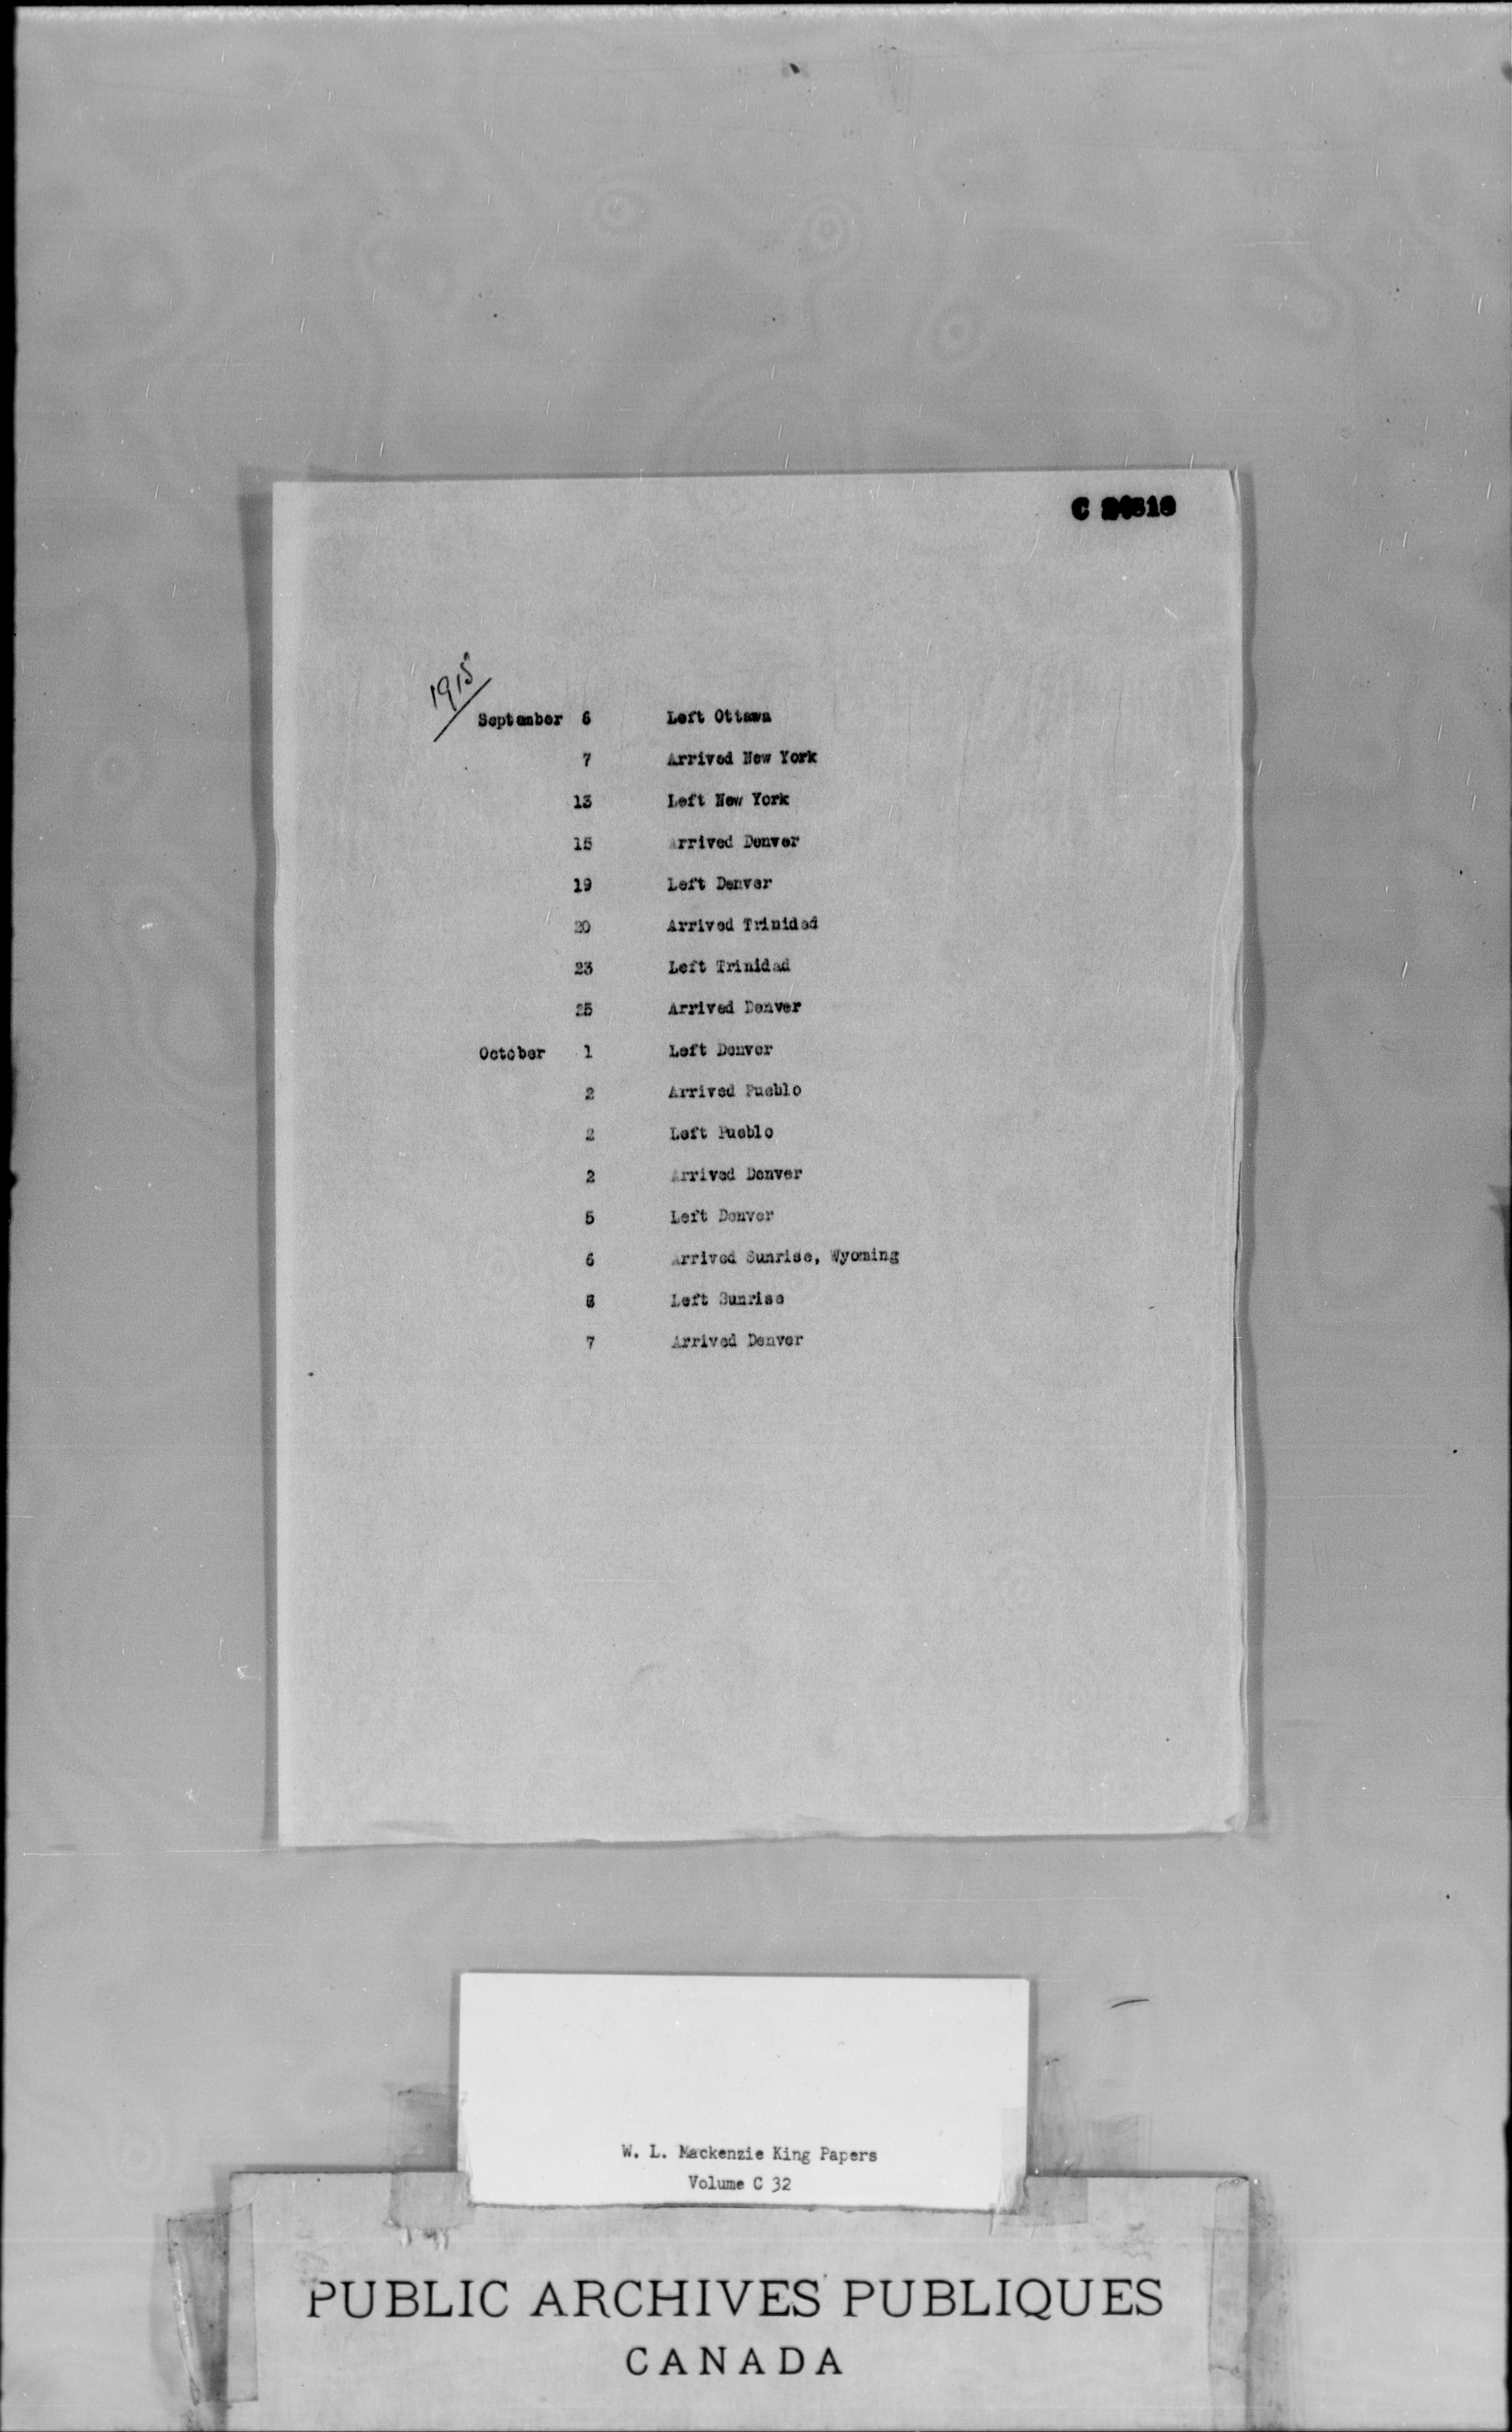 1915
September 6 Left Ottawa
7 Arrived New York
13 Left New York
15 Arrived Denver
19 Left Denver
20 Arrived Trinidad
23 Left Trinidad
25 Arrived Denver
October 1 Left Denver
2 Arrived Pueblo
2 Left Pueblo
2 Arrived Denver
5 Left Denver
6 Arrived Sunrise, Wyoming
Left Sunrise
7 Arrived Denver
W. L. Mackenzie King Papers
Volume C 32
PUBLIC ARCHIVES PUBLIQUES
CANADA